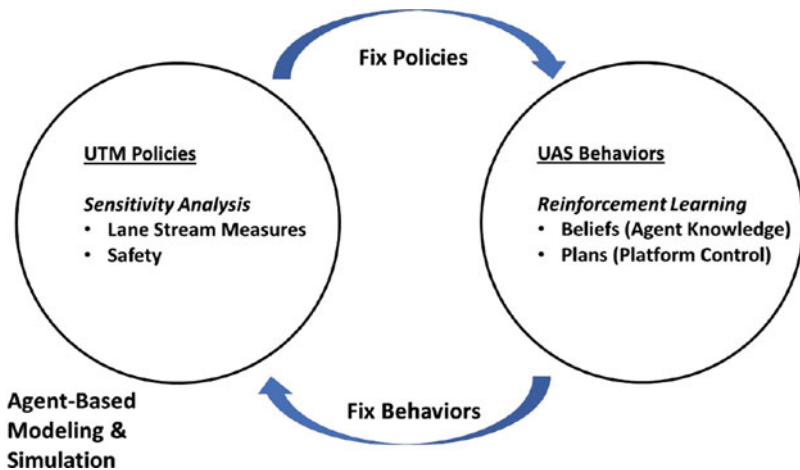 Fix Policies
UTM Policies
Sensitivity Analysis
• Lane Stream Measures
• Safety
UAS Behaviors
Reinforcement Learning
• Beliefs (Agent Knowledge)
• Plans (Platform Control)
Fix Behaviors
Agent-Based
Modeling &
Simulation